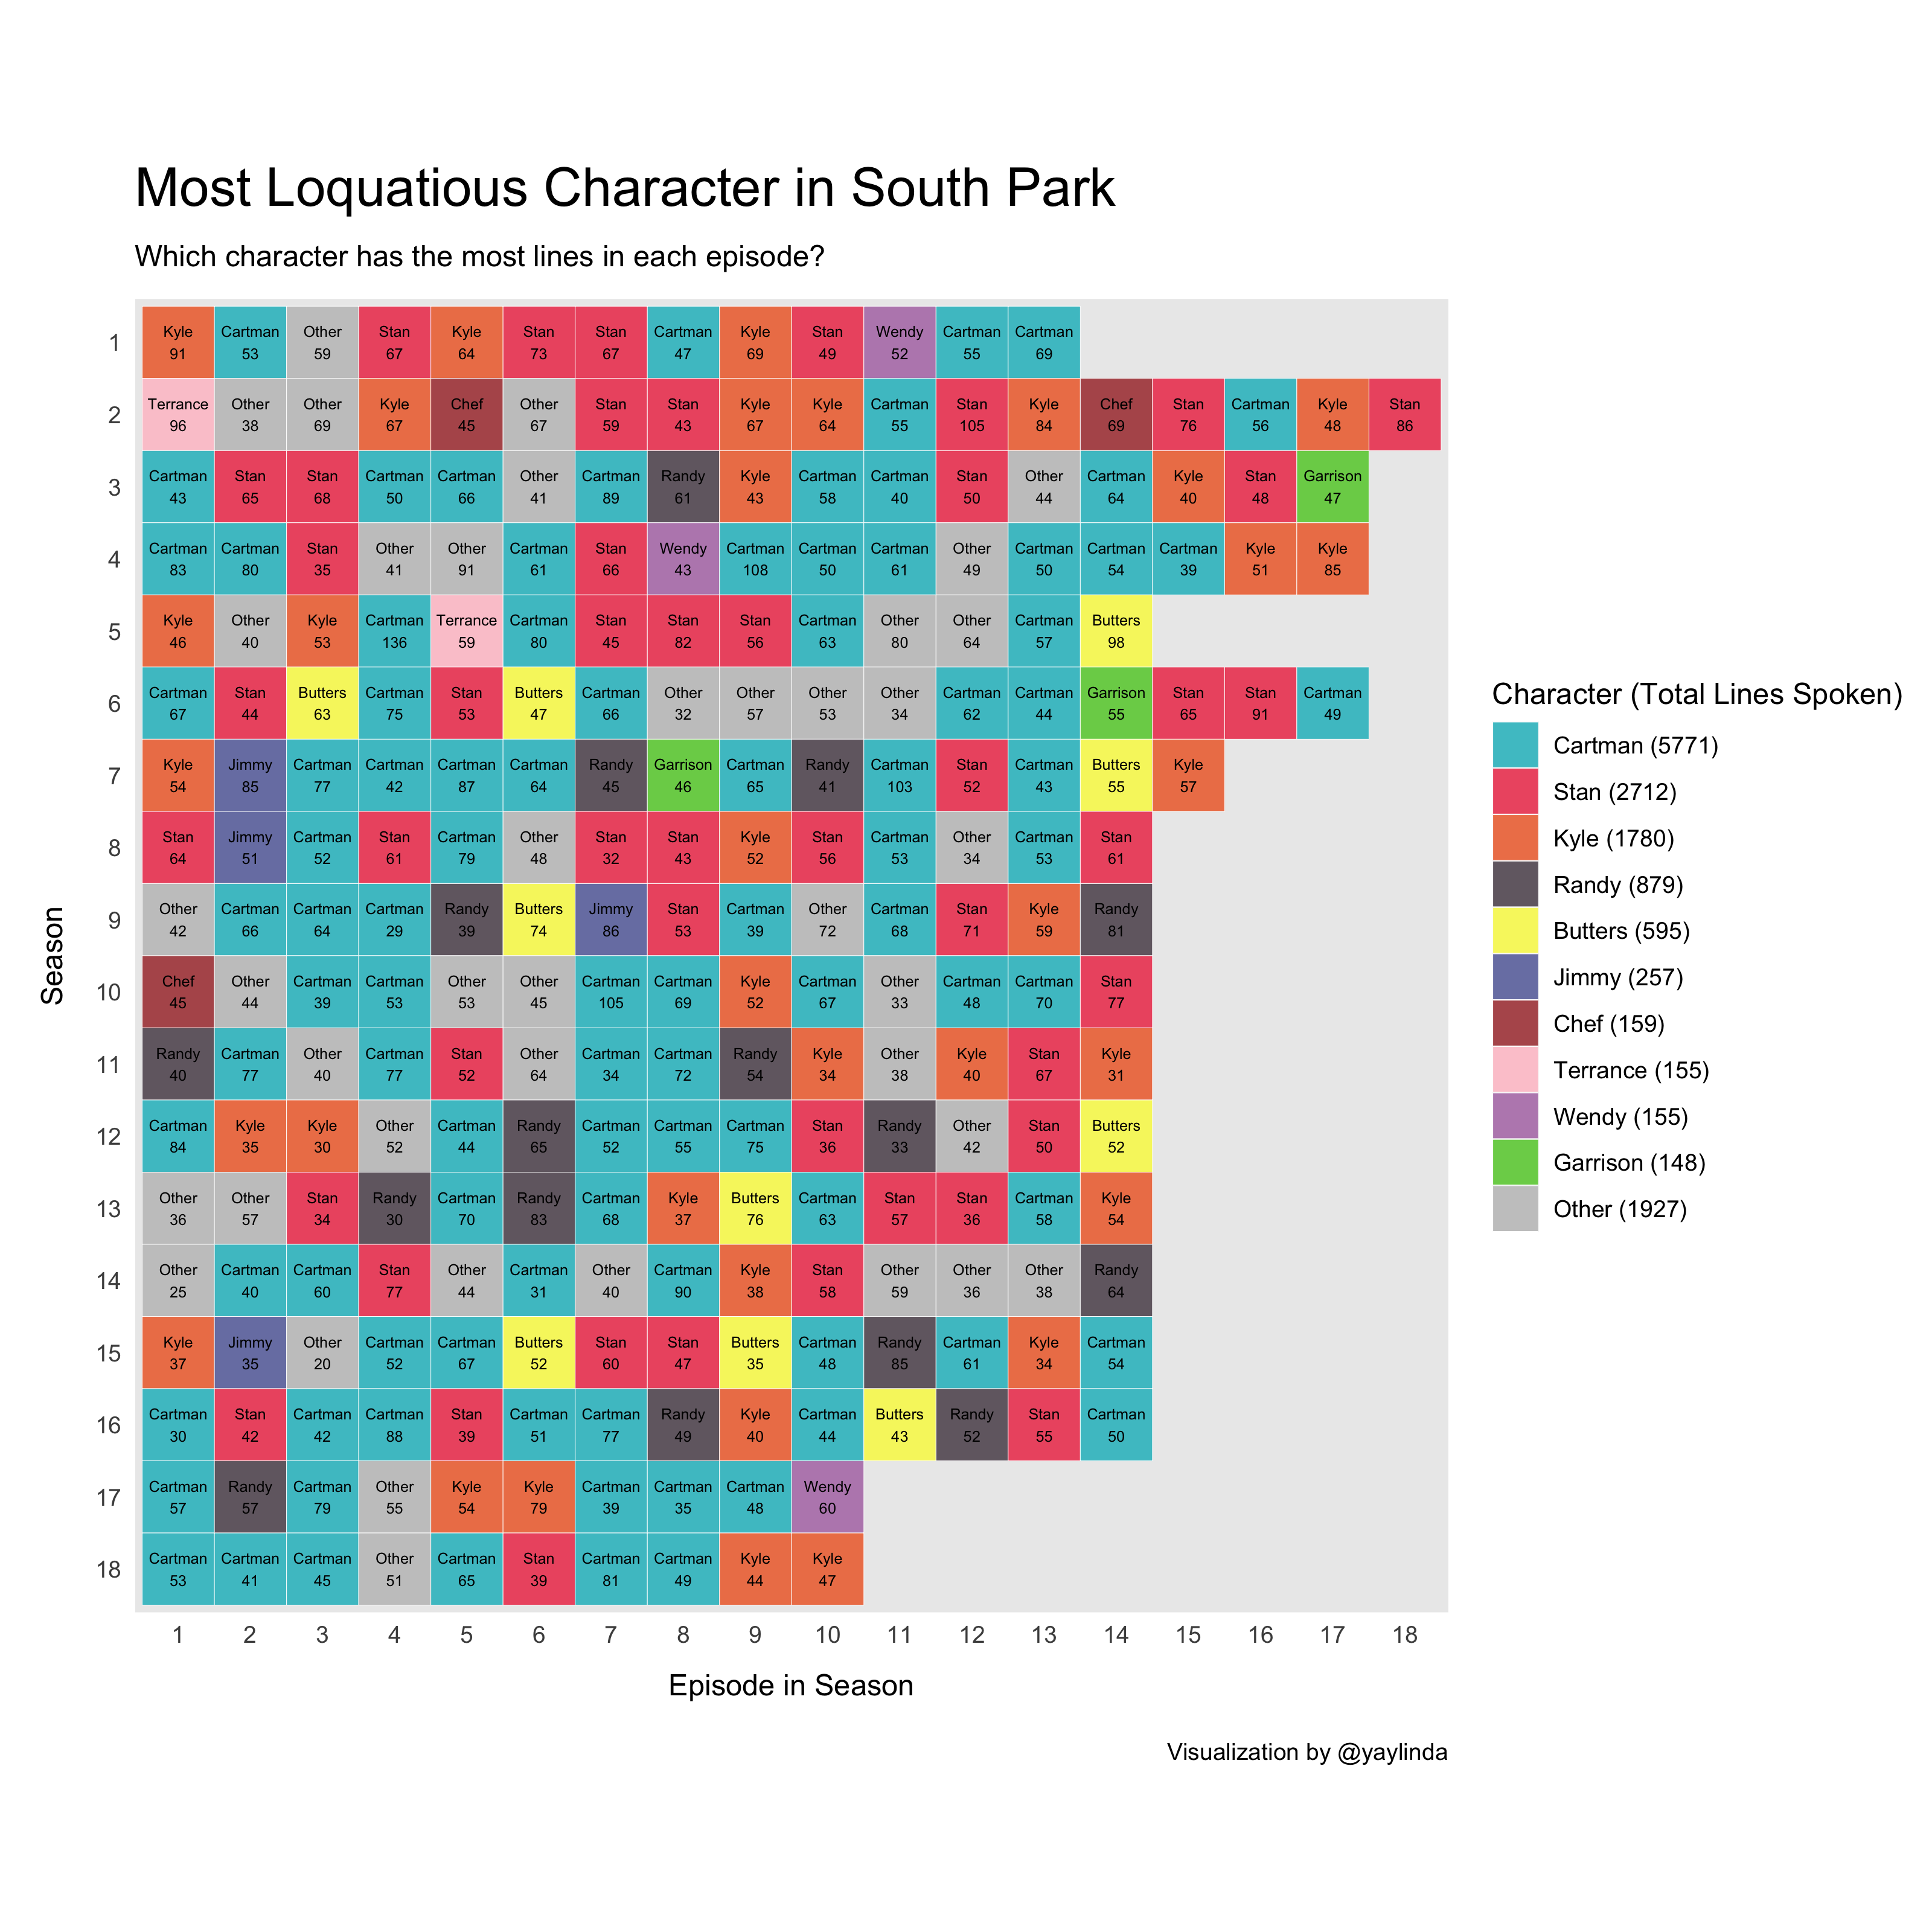 Most Loquatious Character in South Park
Which character has the most lines in each episode?
Season
1
Kyle Cartman Other Stan Kyle Stan Stan Cartman Kyle Stan Wendy Cartman Cartman
91 53 59 67 64 73 67 47 69 49 52 55 69
2
Terrance Other Other Kyle Chef Other Stan Stan Kyle Kyle Cartman Stan Kyle Chef Stan Cartman Kyle Stan
96 38 69 67 45 67 59 43 67 64 55 105 84 69 76 56 48 86
3
Cartman Stan Stan Cartman Cartman Other Cartman Randy Kyle Cartman Cartman Stan Other Cartman Kyle Stan Garrison
43 65 68 50 66 41 89 61 43 58 40 50 44 64 40 48 47
4
Cartman Cartman Stan Other Other Cartman Stan Wendy Cartman Cartman Cartman Other Cartman Cartman Cartman Kyle Kyle
83 80 35 41 91 61 66 43 108 50 61 49 50 54 39 51 85
5
Kyle Other Kyle Cartman Terrance Cartman Stan Stan Stan Cartman Other Other Cartman Butters
46 40 53 136 59 80 45 82 56 63 80 64 57 98
6
Cartman Stan Butters Cartman Stan Butters Cartman Other Other Other Other Cartman Cartman Garrison Stan Stan Cartman
67 44 63 75 53 47 66 32 57 53 34 62 44 55 65 91 49
7
Kyle Jimmy Cartman Cartman Cartman Cartman Randy Garrison Cartman Randy Cartman Stan Cartman Butters Kyle
54 85 77 42 87 64 45 46 65 41 103 52 43 55 57
8
Stan Jimmy Cartman Stan Cartman Other Stan Stan Kyle Stan Cartman Other Cartman Stan
64 51 52 61 79 48 32 43 52 56 53 34 53 61
9
Other Cartman Cartman Cartman Randy Butters Jimmy Stan Cartman Other Cartman Stan Kyle Randy
42 66 64 29 39 74 86 53 39 72 68 71 59 81
10
Chef Other Cartman Cartman Other Other Cartman Cartman Kyle Cartman Other Cartman Cartman Stan
45 44 39 53 53 45 105 69 52 67 33 48 70 77
11
Randy Cartman Other Cartman Stan Other Cartman Cartman Randy Kyle Other Kyle Stan Kyle
40 77 40 77 52 64 34 72 54 34 38 40 67 31
12
Cartman Kyle Kyle Other Cartman Randy Cartman Cartman Cartman Stan Randy Other Stan Butters
84 35 30 52 44 65 52 55 75 36 33 42 50 52
13
Other Other Stan Randy Cartman Randy Cartman Kyle Butters Cartman Stan Stan Cartman Kyle
36 57 34 30 70 83 68 37 76 63 57 36 58 54
14
Other Cartman Cartman Stan Other Cartman Other Cartman Kyle Stan Other Other Other Randy
25 40 60 77 44 31 40 90 38 58 59 36 38 64
15
Kyle Jimmy Other Cartman Cartman Butters Stan Stan Butters Cartman Randy Cartman Kyle Cartman
37 35 20 52 67 52 60 47 35 48 85 61 34 54
16
Cartman Stan Cartman Cartman Stan Cartman Cartman Randy Kyle Cartman Butters Randy Stan Cartman
30 42 42 88 39 51 77 49 40 44 43 52 55 50
17
Cartman Randy Cartman Other Kyle Kyle Cartman Cartman Cartman Wendy
57 57 79 55 54 79 39 35 48 60
18
Cartman Cartman Cartman Other Cartman Stan Cartman Cartman Kyle Kyle
53 41 45 51 65 39 81 49 44 47
1 2 3 4 5 6 7 8 9 10 11 12 13 14 15 16 17 18
Episode in Season
Character (Total Lines Spoken)
Cartman (5771)
Stan (2712)
Kyle (1780)
Randy (879)
Butters (595)
Jimmy (257)
Chef (159)
Terrance (155)
Wendy (155)
Garrison (148)
Other (1927)
Visualization by @yaylinda